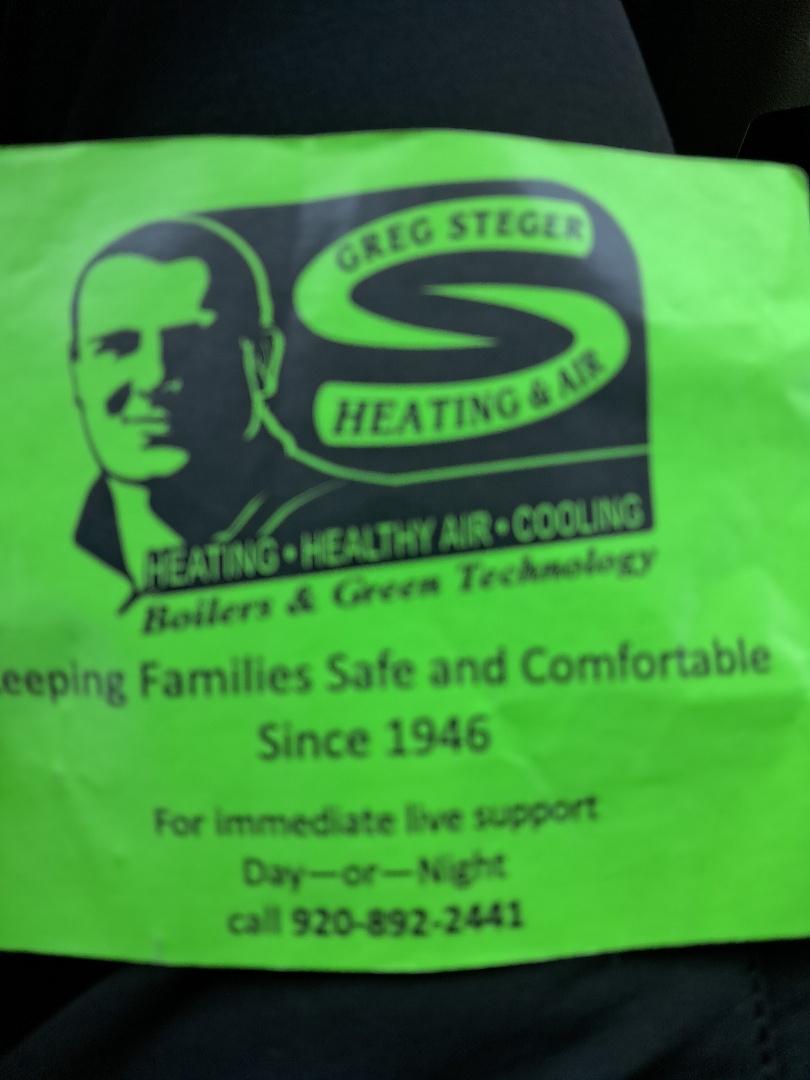 GREG STEGER
HEATING & AIR
HEATING • HEALTHY AIR • COOLING
Boilers & Green Technology
Keeping Families Safe and Comfortable
Since 1946
For immediate live support
Day—or—Night
call 920-892-2441